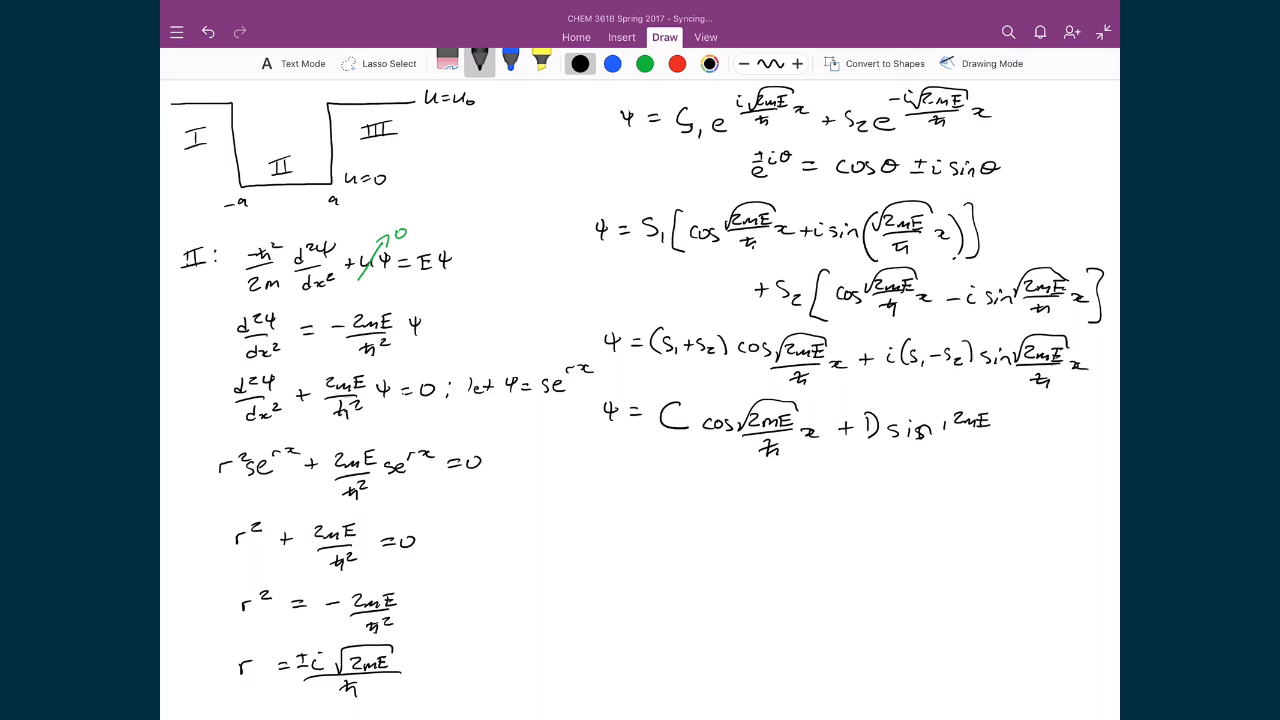 CHEM 361B Spring 2017 - Syncing...
Home Insert Draw View
Text Mode Lasso Select Convert to Shapes Drawing Mode
U=U₀
I III
II
U=0
-a a
II: -ħ²/2m d²Ψ/dx² + UΨ = EΨ
0
d²Ψ/dx² = - 2mE/ħ² Ψ
d²Ψ/dx² + 2mE/ħ² Ψ = 0 ; let Ψ = Se^(rx)
r²Se^(rx) + 2mE/ħ² Se^(rx) = 0
r² + 2mE/ħ² = 0
r² = - 2mE/ħ²
r = ±i √2mE/ħ
Ψ = S₁e^(i√2mE/ħ x) + S₂e^(-i√2mE/ħ x)
e^(±iθ) = cosθ ± i sinθ
Ψ = S₁[cos √2mE/ħ x + i sin(√2mE/ħ x)]
+ S₂[cos √2mE/ħ x - i sin √2mE/ħ x]
Ψ = (S₁+S₂) cos √2mE/ħ x + i(S₁-S₂) sin √2mE/ħ x
Ψ = C cos √2mE/ħ x + D sin 2mE